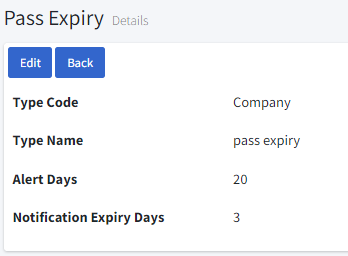 Pass Expiry Details
Edit Back
Type Code Company
Type Name pass expiry
Alert Days 20
Notification Expiry Days 3